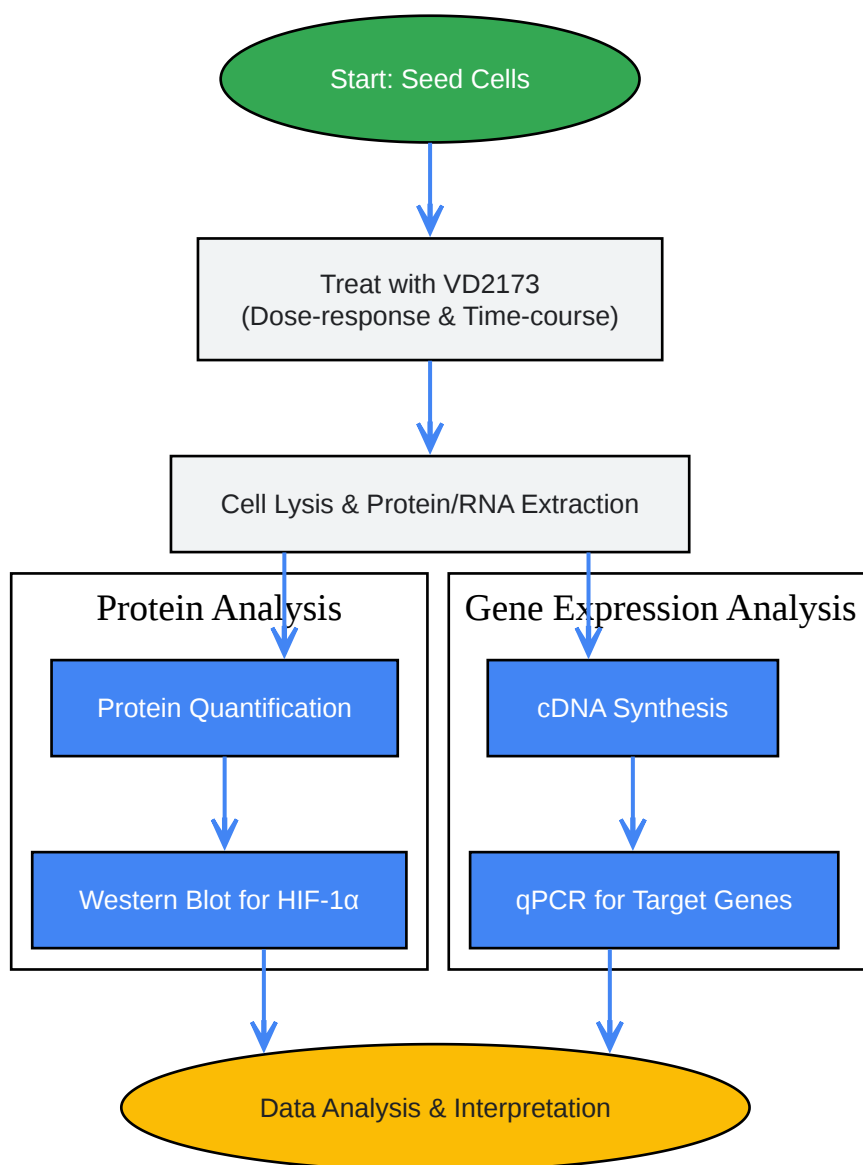 Start: Seed Cells
Treat with VD2173
(Dose-response & Time-course)
Cell Lysis & Protein/RNA Extraction
Protein Analysis
Protein Quantification
Western Blot for HIF-1α
Gene Expression Analysis
cDNA Synthesis
qPCR for Target Genes
Data Analysis & Interpretation